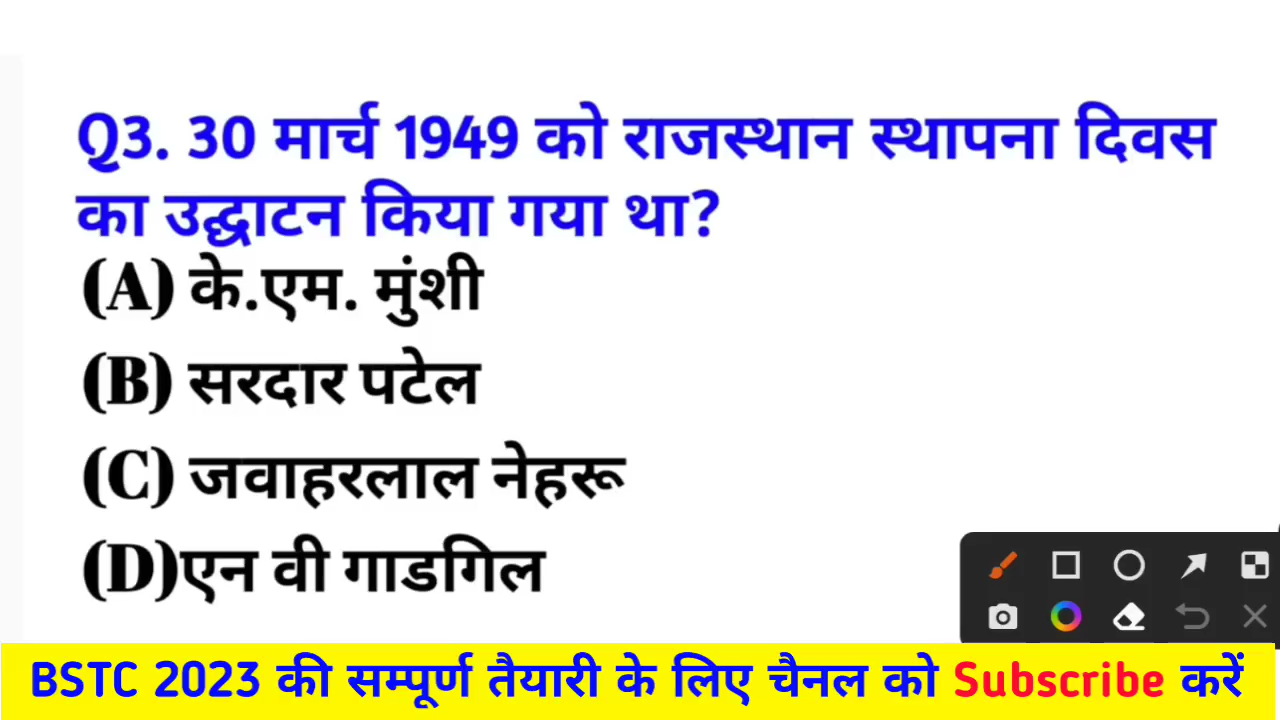 Q3. 30 मार्च 1949 को राजस्थान स्थापना दिवस
का उद्घाटन किया गया था?
(A) के.एम. मुंशी
(B) सरदार पटेल
(C) जवाहरलाल नेहरू
(D)एन वी गाडगिल
BSTC 2023 की सम्पूर्ण तैयारी के लिए चैनल को Subscribe करें